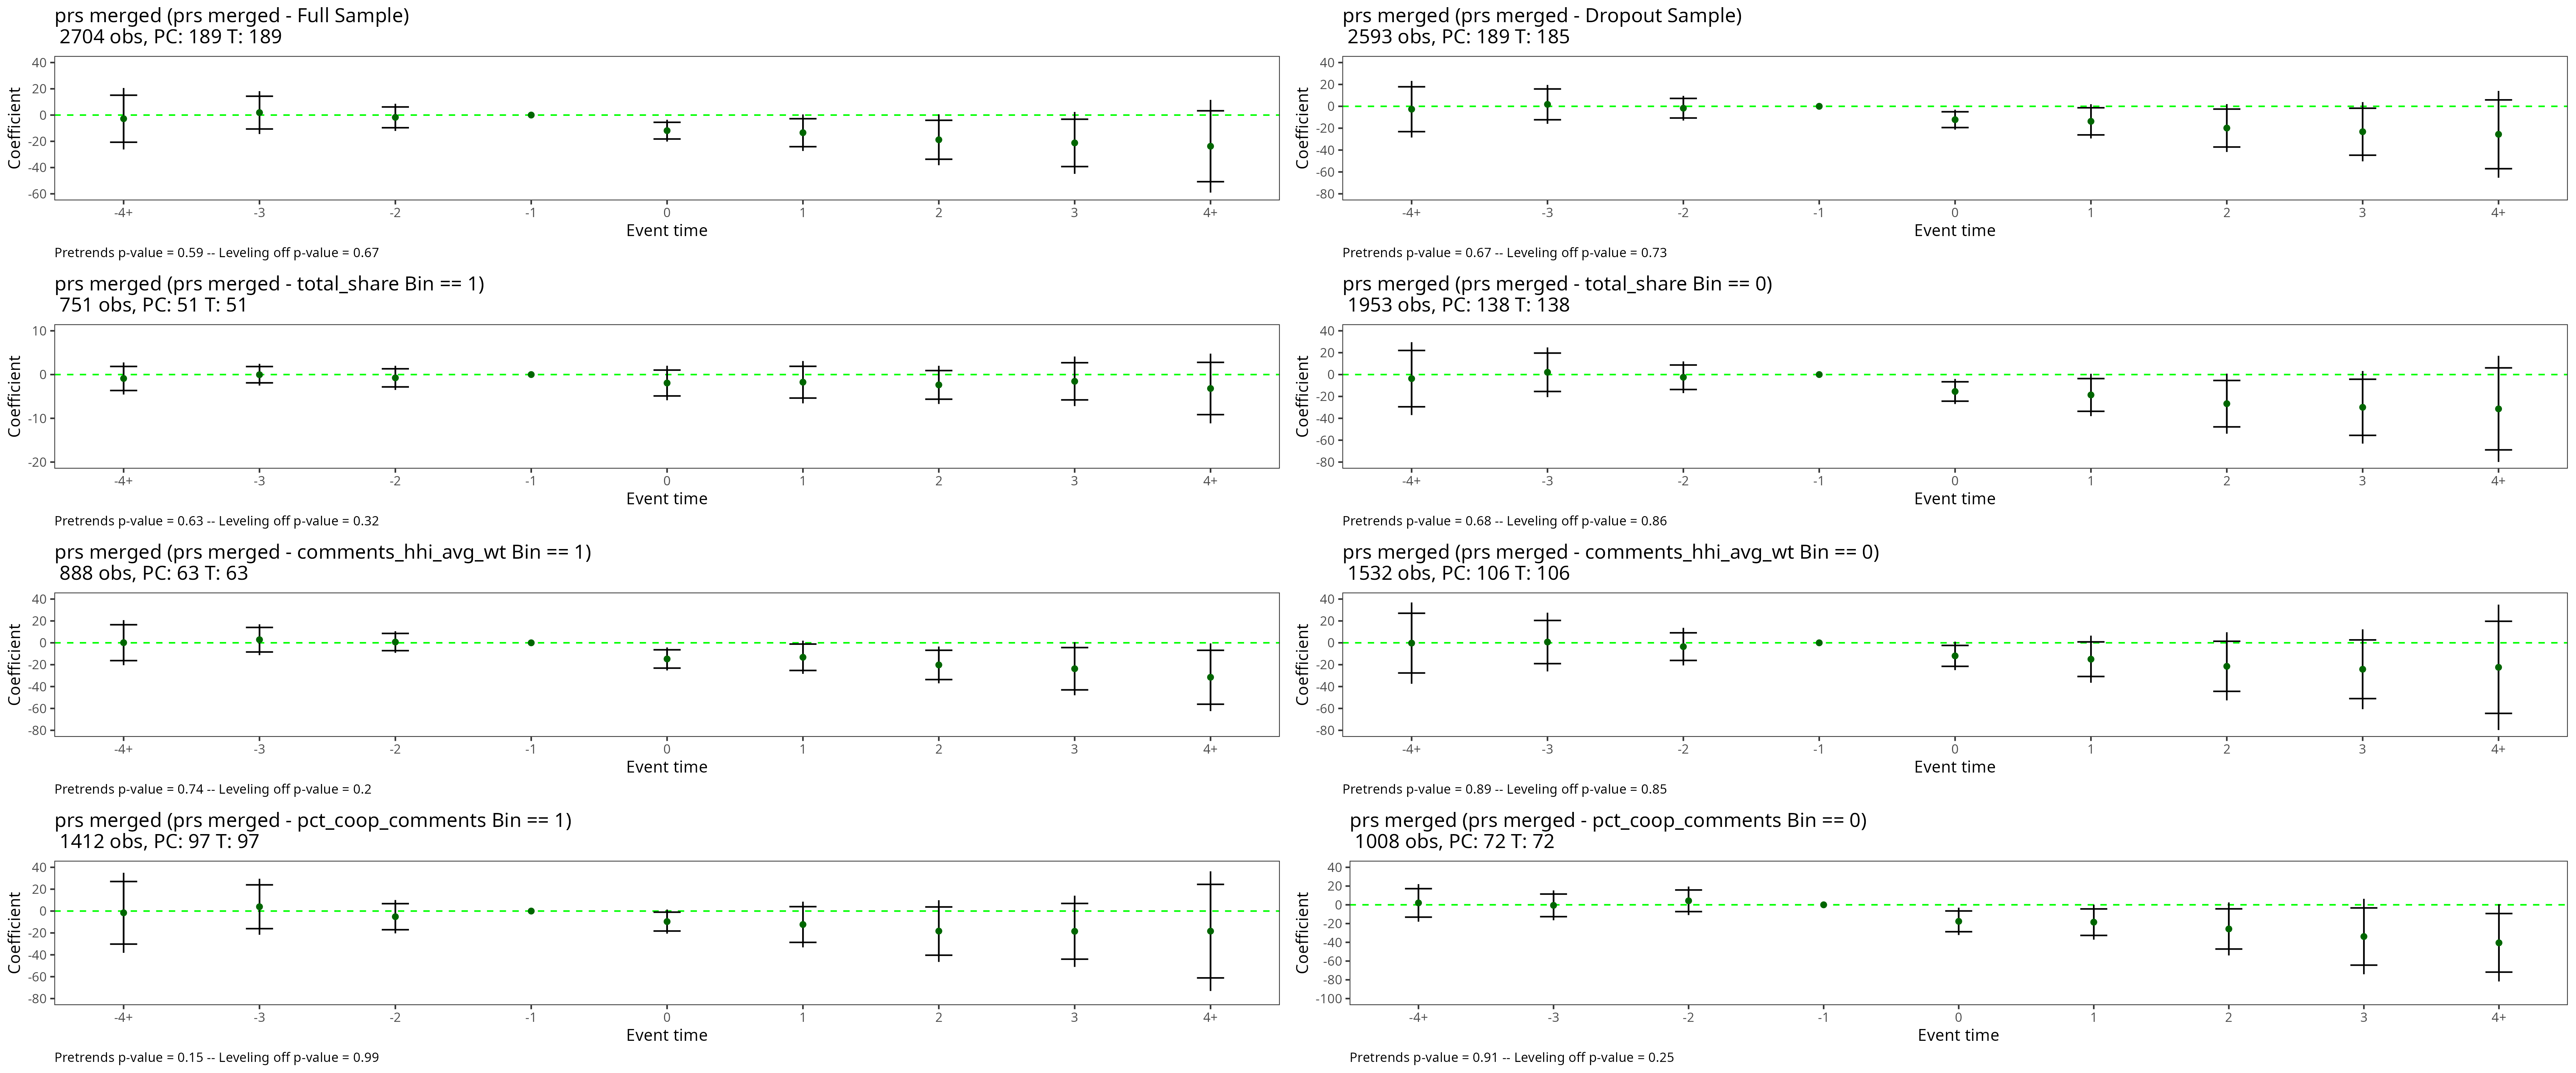 prs merged (prs merged - Full Sample)
2704 obs, PC: 189 T: 189
40
20
0
-20
-40
-60
Coefficient
-4+ -3 -2 -1 0 1 2 3 4+
Event time
Pretrends p-value = 0.59 -- Leveling off p-value = 0.67
prs merged (prs merged - Dropout Sample)
2593 obs, PC: 189 T: 185
40
20
0
-20
-40
-60
-80
Coefficient
-4+ -3 -2 -1 0 1 2 3 4+
Event time
Pretrends p-value = 0.67 -- Leveling off p-value = 0.73
prs merged (prs merged - total_share Bin == 1)
751 obs, PC: 51 T: 51
10
0
-10
-20
Coefficient
-4+ -3 -2 -1 0 1 2 3 4+
Event time
Pretrends p-value = 0.63 -- Leveling off p-value = 0.32
prs merged (prs merged - total_share Bin == 0)
1953 obs, PC: 138 T: 138
40
20
0
-20
-40
-60
-80
Coefficient
-4+ -3 -2 -1 0 1 2 3 4+
Event time
Pretrends p-value = 0.68 -- Leveling off p-value = 0.86
prs merged (prs merged - comments_hhi_avg_wt Bin == 1)
888 obs, PC: 63 T: 63
40
20
0
-20
-40
-60
-80
Coefficient
-4+ -3 -2 -1 0 1 2 3 4+
Event time
Pretrends p-value = 0.74 -- Leveling off p-value = 0.2
prs merged (prs merged - comments_hhi_avg_wt Bin == 0)
1532 obs, PC: 106 T: 106
40
20
0
-20
-40
-60
-80
Coefficient
-4+ -3 -2 -1 0 1 2 3 4+
Event time
Pretrends p-value = 0.89 -- Leveling off p-value = 0.85
prs merged (prs merged - pct_coop_comments Bin == 1)
1412 obs, PC: 97 T: 97
40
20
0
-20
-40
-60
-80
Coefficient
-4+ -3 -2 -1 0 1 2 3 4+
Event time
Pretrends p-value = 0.15 -- Leveling off p-value = 0.99
prs merged (prs merged - pct_coop_comments Bin == 0)
1008 obs, PC: 72 T: 72
40
20
0
-20
-40
-60
-80
-100
Coefficient
-4+ -3 -2 -1 0 1 2 3 4+
Event time
Pretrends p-value = 0.91 -- Leveling off p-value = 0.25